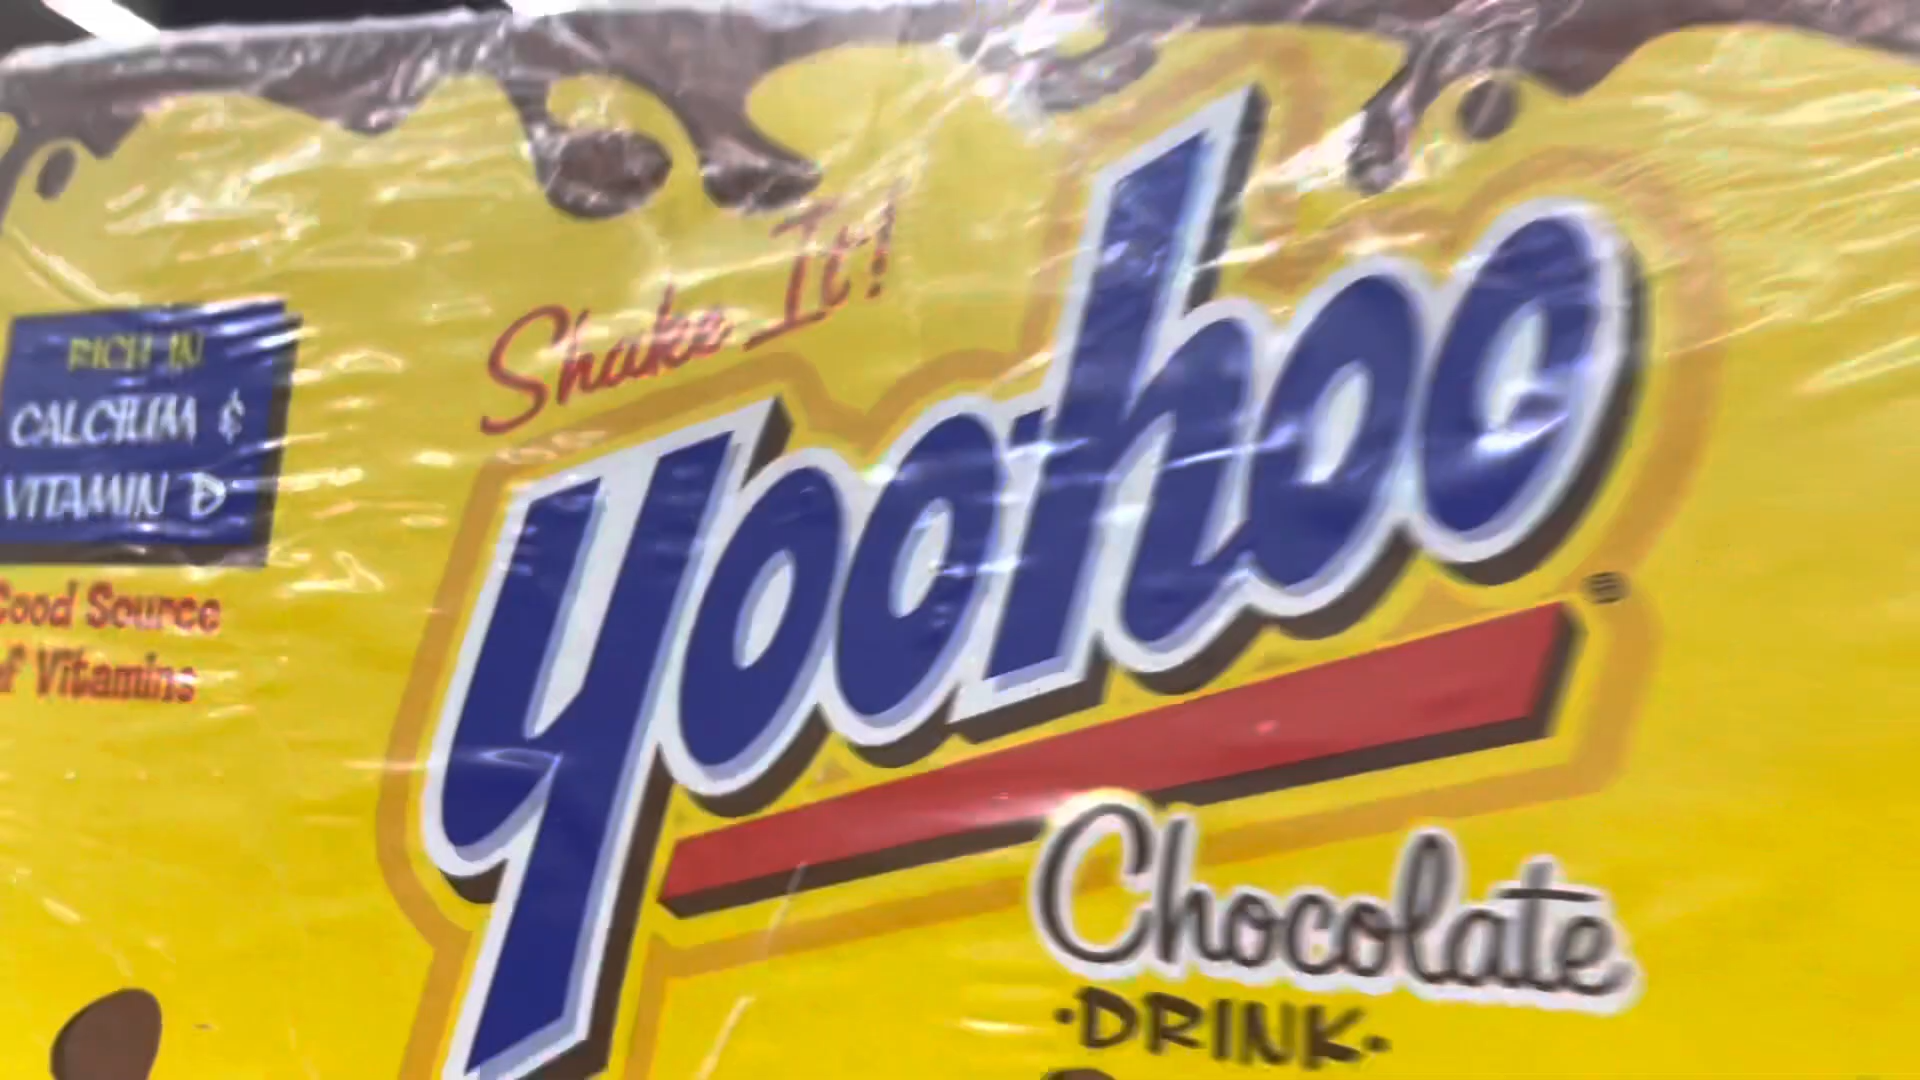 Shake It!
Yoohoo
®
Chocolate
·DRINK·
RICH IN
CALCIUM &
VITAMIN D
Good Source
of Vitamins